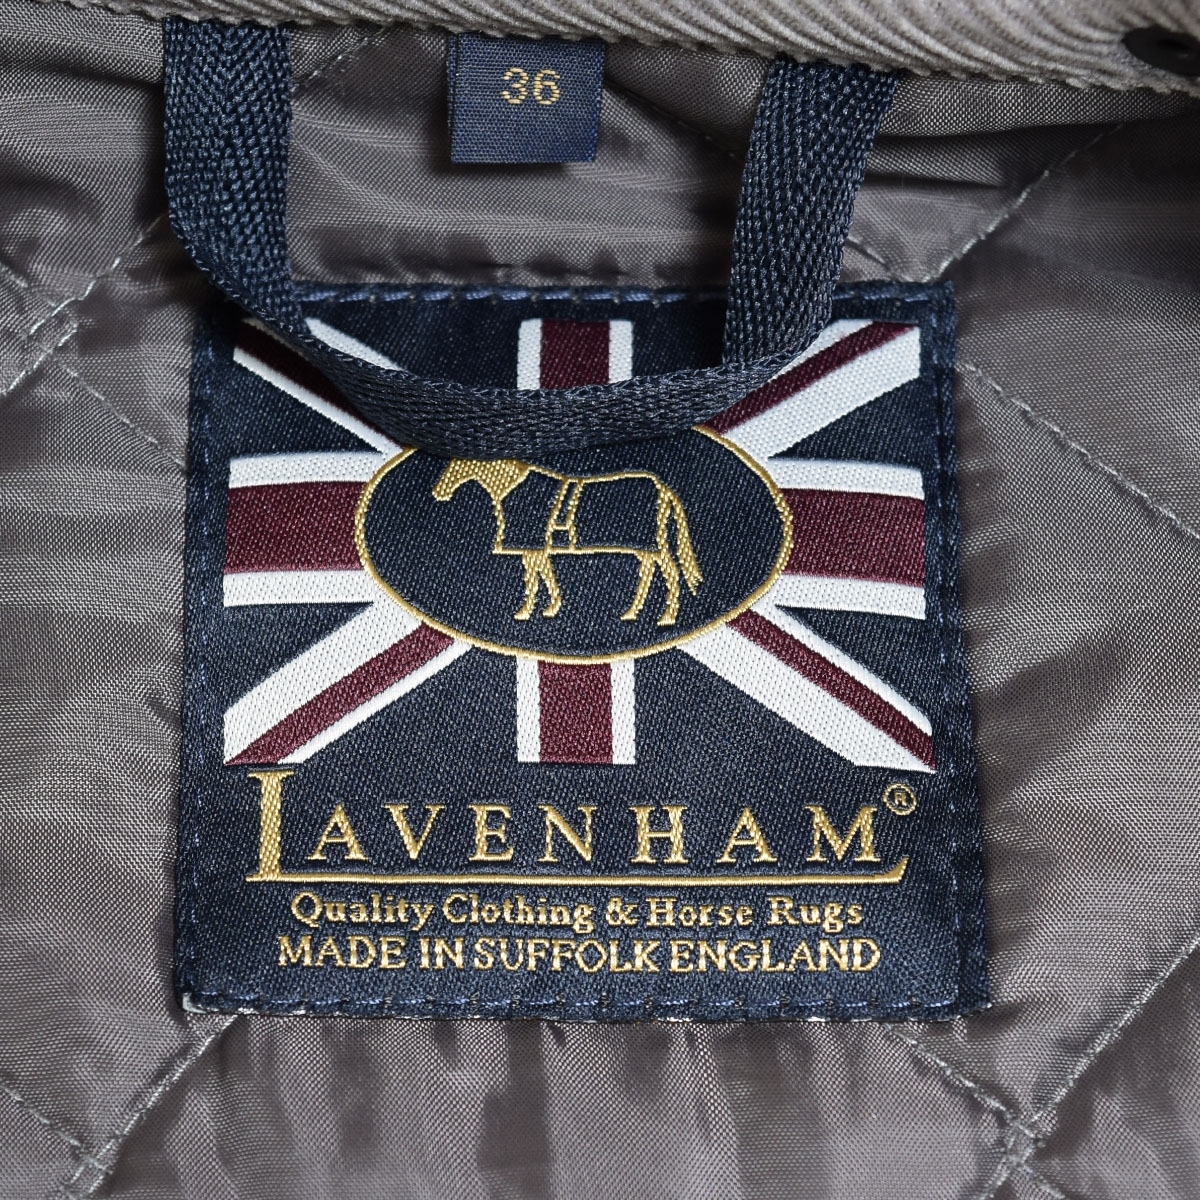 36
LAVENHAM®
Quality Clothing & Horse Rugs
MADE IN SUFFOLK ENGLAND